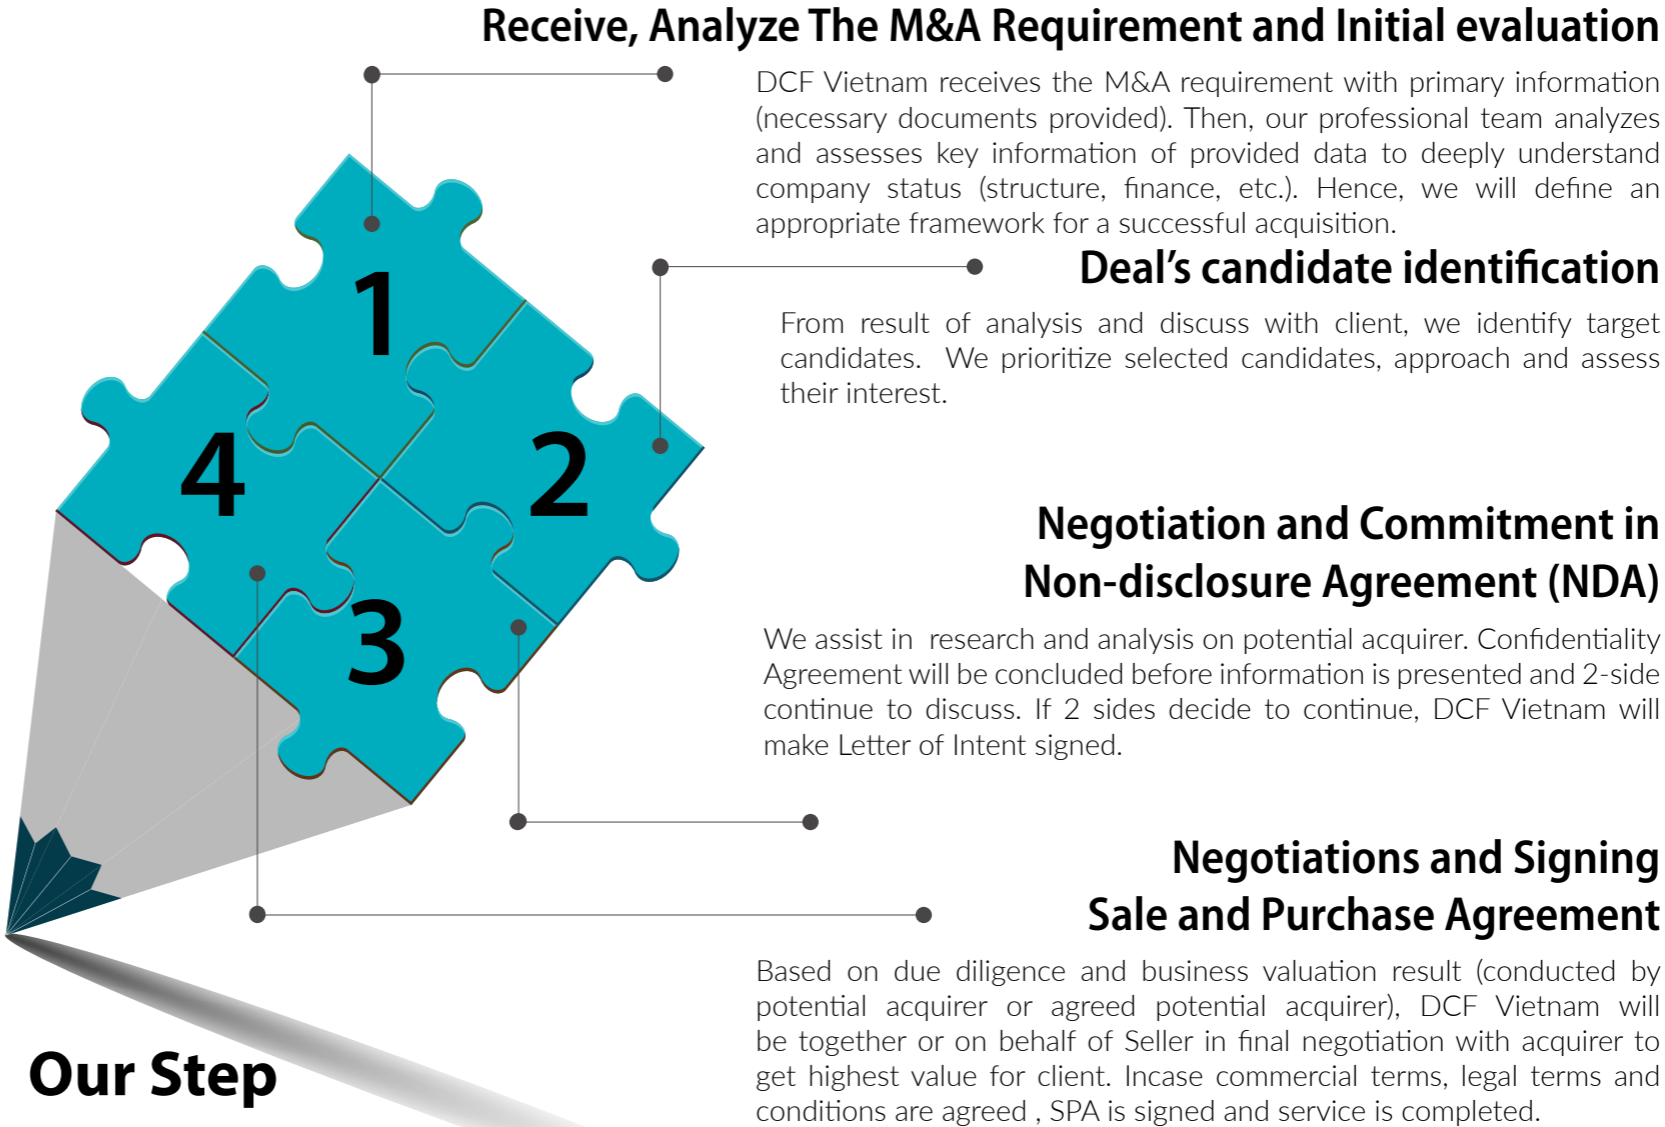 Receive, Analyze The M&A Requirement and Initial evaluation
DCF Vietnam receives the M&A requirement with primary information
(necessary documents provided). Then, our professional team analyzes
and assesses key information of provided data to deeply understand
company status (structure, finance, etc.). Hence, we will define an
appropriate framework for a successful acquisition.
1
Deal’s candidate identification
From result of analysis and discuss with client, we identify target
candidates. We prioritize selected candidates, approach and assess
their interest.
4
2
Negotiation and Commitment in
Non-disclosure Agreement (NDA)
3
We assist in research and analysis on potential acquirer. Confidentiality
Agreement will be concluded before information is presented and 2-side
continue to discuss. If 2 sides decide to continue, DCF Vietnam will
make Letter of Intent signed.
Negotiations and Signing
Sale and Purchase Agreement
Based on due diligence and business valuation result (conducted by
potential acquirer or agreed potential acquirer), DCF Vietnam will
be together or on behalf of Seller in final negotiation with acquirer to
get highest value for client. Incase commercial terms, legal terms and
conditions are agreed , SPA is signed and service is completed.
Our Step